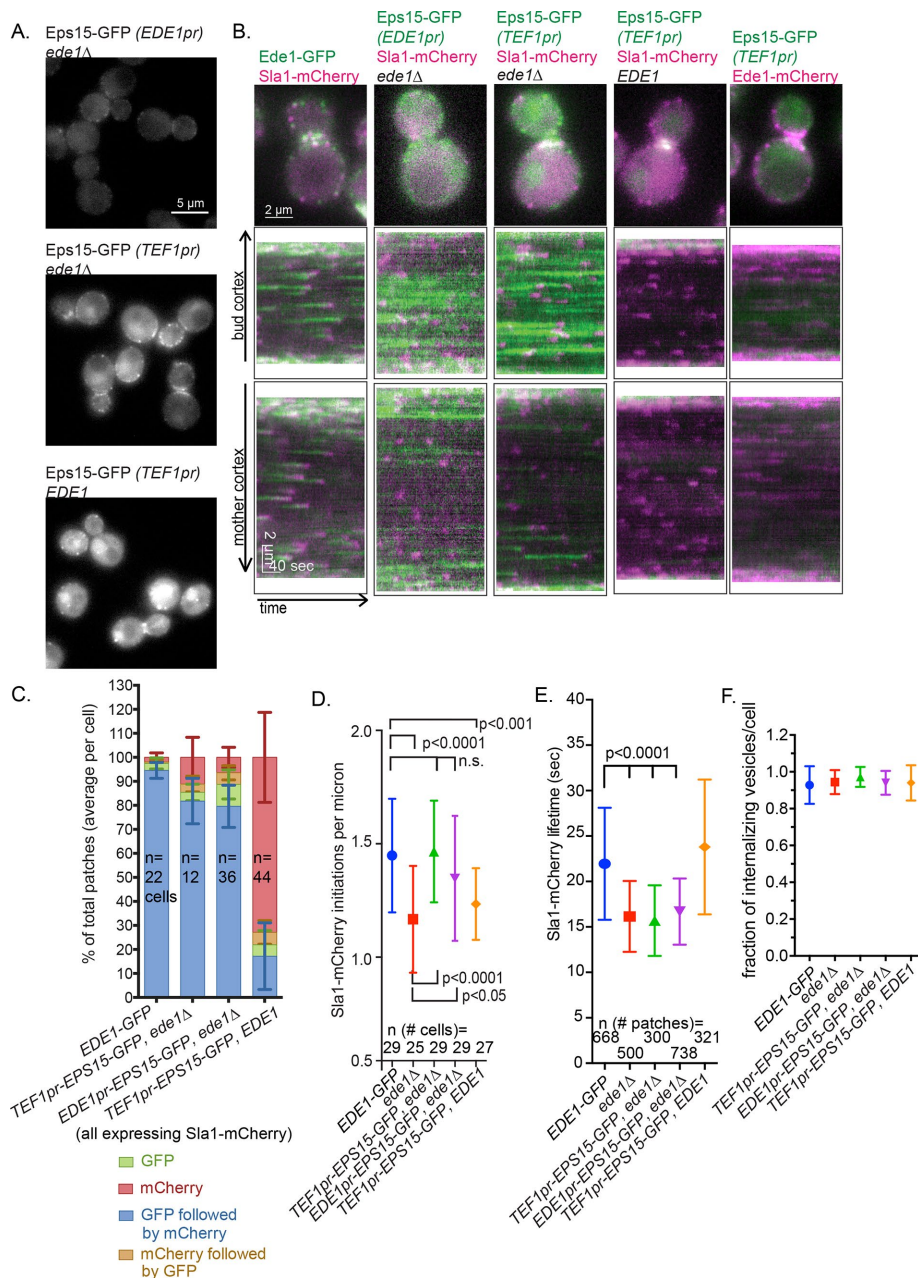 A.
Eps15-GFP (EDE1pr)
ede1Δ
5 µm
Eps15-GFP (TEF1pr)
ede1Δ
Eps15-GFP (TEF1pr)
EDE1
B.
Ede1-GFP
Sla1-mCherry
Eps15-GFP
(EDE1pr)
Sla1-mCherry
ede1Δ
Eps15-GFP
(TEF1pr)
Sla1-mCherry
ede1Δ
Eps15-GFP
(TEF1pr)
Sla1-mCherry
EDE1
Eps15-GFP
(TEF1pr)
Ede1-mCherry
2 µm
bud cortex
mother cortex
2 µm
40 sec
time
C.
% of total patches (average per cell)
130
120
110
100
90
80
70
60
50
40
30
20
10
0
n=
22
cells
n=
12
n=
36
n=
44
EDE1-GFP
TEF1pr-EPS15-GFP, ede1Δ
EDE1pr-EPS15-GFP, ede1Δ
TEF1pr-EPS15-GFP, EDE1
(all expressing Sla1-mCherry)
GFP
mCherry
GFP followed
by mCherry
mCherry followed
by GFP
D.
Sla1-mCherry initiations per micron
2.0
1.5
1.0
0.5
p<0.001
p<0.0001
n.s.
p<0.0001
p<0.05
n (# cells)=
29 25 29 29 27
EDE1-GFP
ede1Δ
TEF1pr-EPS15-GFP, ede1Δ
EDE1pr-EPS15-GFP, ede1Δ
TEF1pr-EPS15-GFP, EDE1
E.
Sla1-mCherry lifetime (sec)
40
35
30
25
20
15
10
5
0
p<0.0001
n (# patches)=
668 300 321
500 738
EDE1-GFP
ede1Δ
TEF1pr-EPS15-GFP, ede1Δ
EDE1pr-EPS15-GFP, ede1Δ
TEF1pr-EPS15-GFP, EDE1
F.
fraction of internalizing vesicles/cell
1.2
1.0
0.8
0.6
0.4
0.2
0.0
EDE1-GFP
ede1Δ
TEF1pr-EPS15-GFP, ede1Δ
EDE1pr-EPS15-GFP, ede1Δ
TEF1pr-EPS15-GFP, EDE1